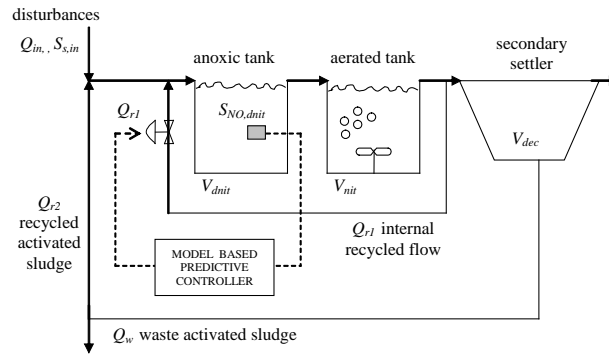 disturbances
Q_in, , S_s,in
anoxic tank
aerated tank
secondary
settler
Q_r1
S_NO,dnit
V_dec
V_dnit
V_nit
Q_r2
recycled
activated
sludge
Q_r1 internal
recycled flow
MODEL BASED
PREDICTIVE
CONTROLLER
Q_w waste activated sludge